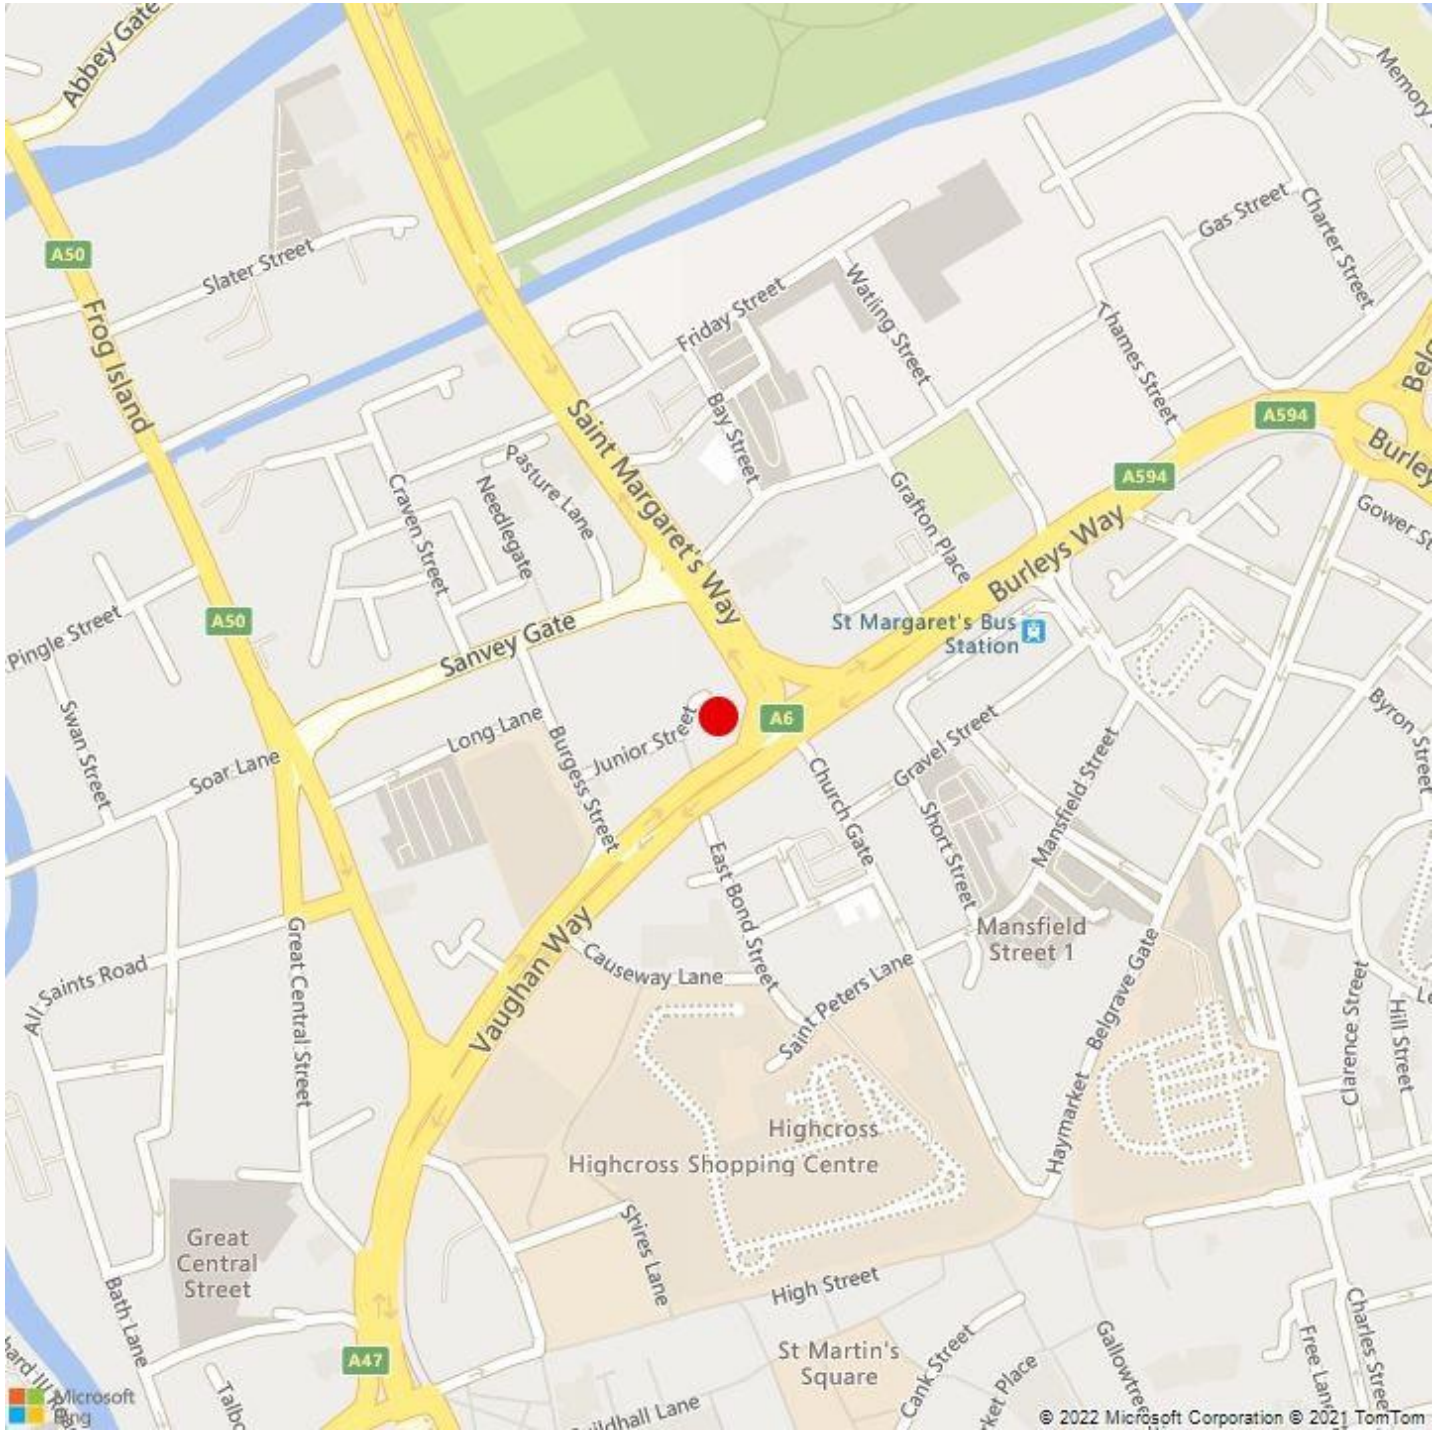 Abbey Gate
Memory
A50
Slater Street
Gas Street
Charter Street
Friday Street
Watling Street
Frog Island
Thames Street
Saint Margaret's Way
Bay Street
A594
Burley
A594
Craven Street
Needlegate
Pasture Lane
Grafton Place
Burleys Way
Gower St
A50
Pingle Street
Sanvey Gate
St Margaret's Bus
Station
Swan Street
Soar Lane
Long Lane
Burgess Street
Junior Street
A6
Church Gate
Gravel Street
Short Street
Mansfield Street
Byron Street
East Bond Street
Vaughan Way
Causeway Lane
Saint Peters Lane
Mansfield
Street 1
Belgrave Gate
All Saints Road
Great Central Street
Clarence Street
Hill Street
Haymarket
Highcross
Highcross Shopping Centre
Great
Central
Street
Shires Lane
High Street
Bath Lane
St Martin's
Square
Cank Street
Gallowtree
Free Lane
Charles Street
A47
Microsoft
Bing
© 2022 Microsoft Corporation © 2021 TomTom